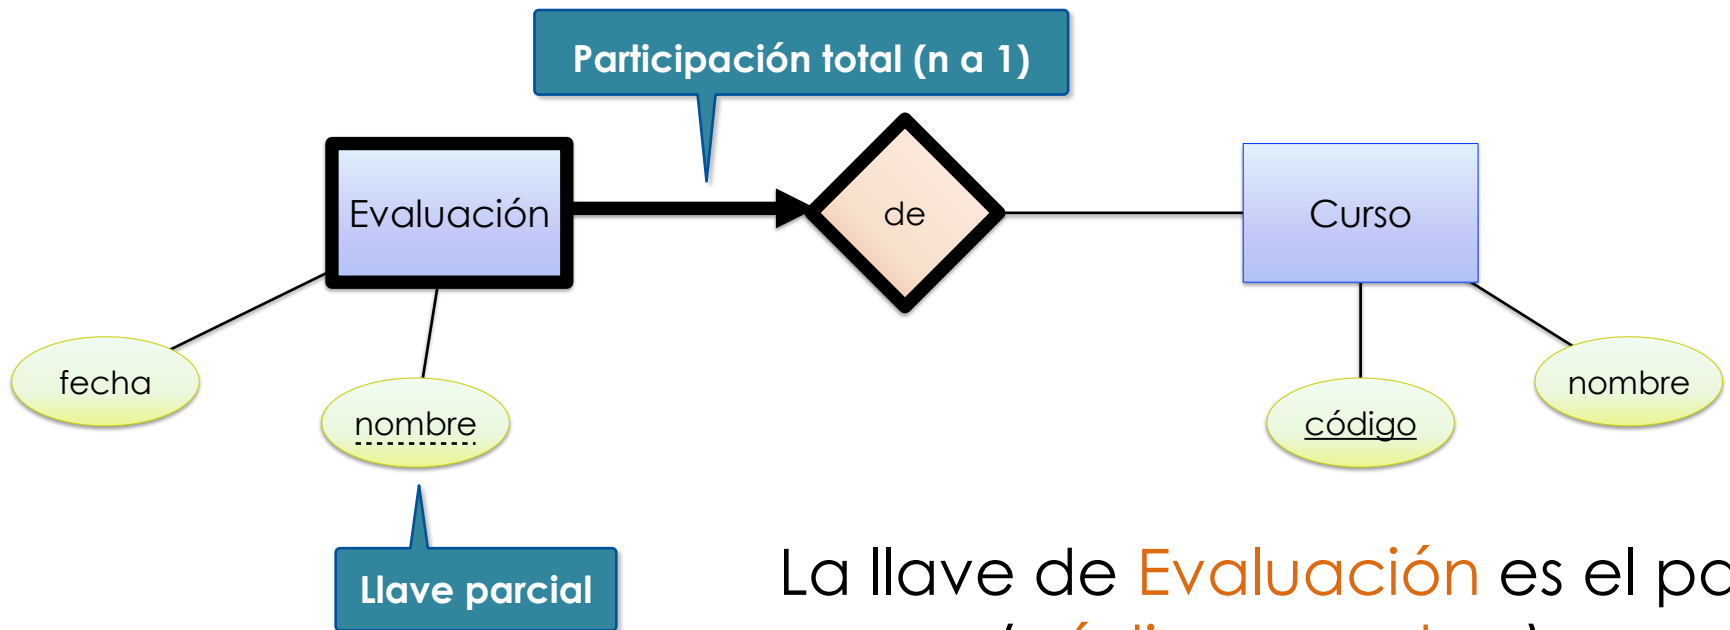 Participación total (n a 1)
Evaluación
de
Curso
fecha
nombre
código
nombre
Llave parcial
La llave de Evaluación es el